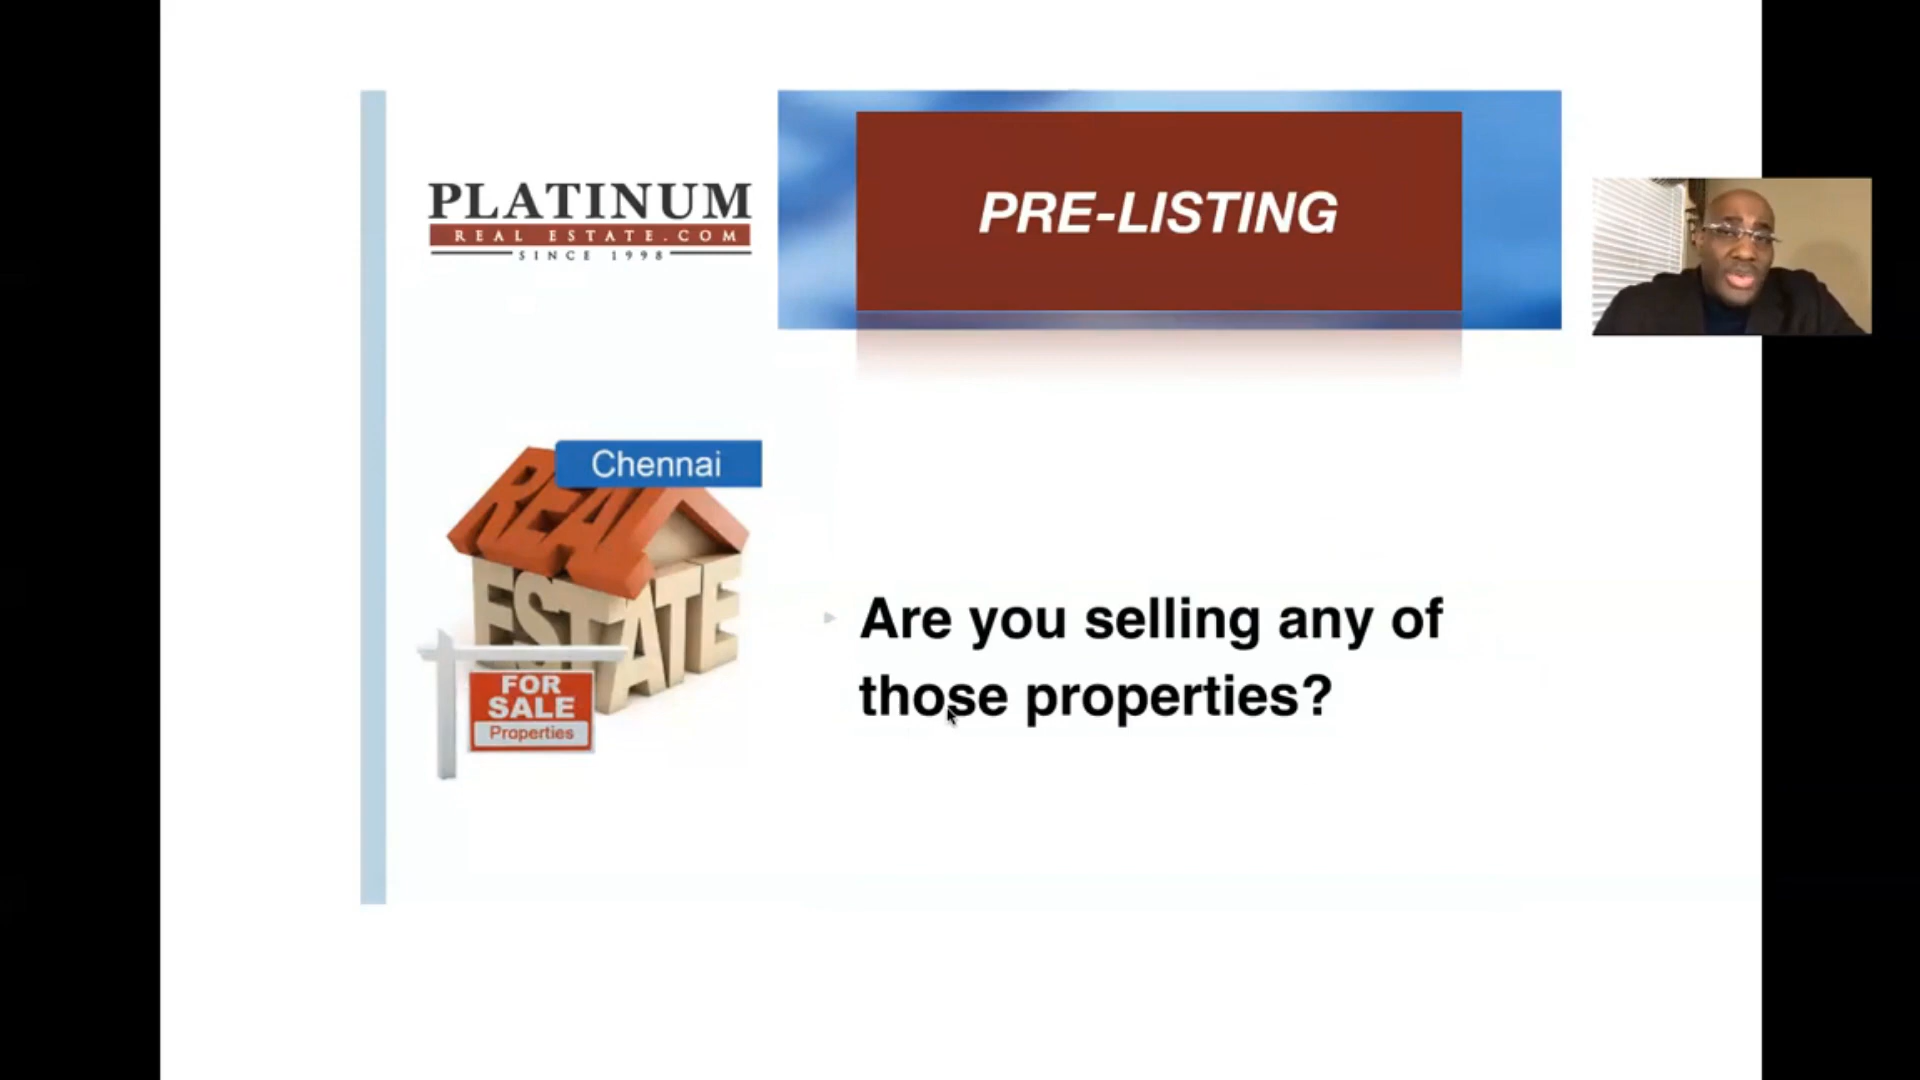 PLATINUM
REAL ESTATE.COM
SINCE 1998
PRE-LISTING
Chennai
REAL
ESTATE
FOR
SALE
Properties
Are you selling any of
those properties?